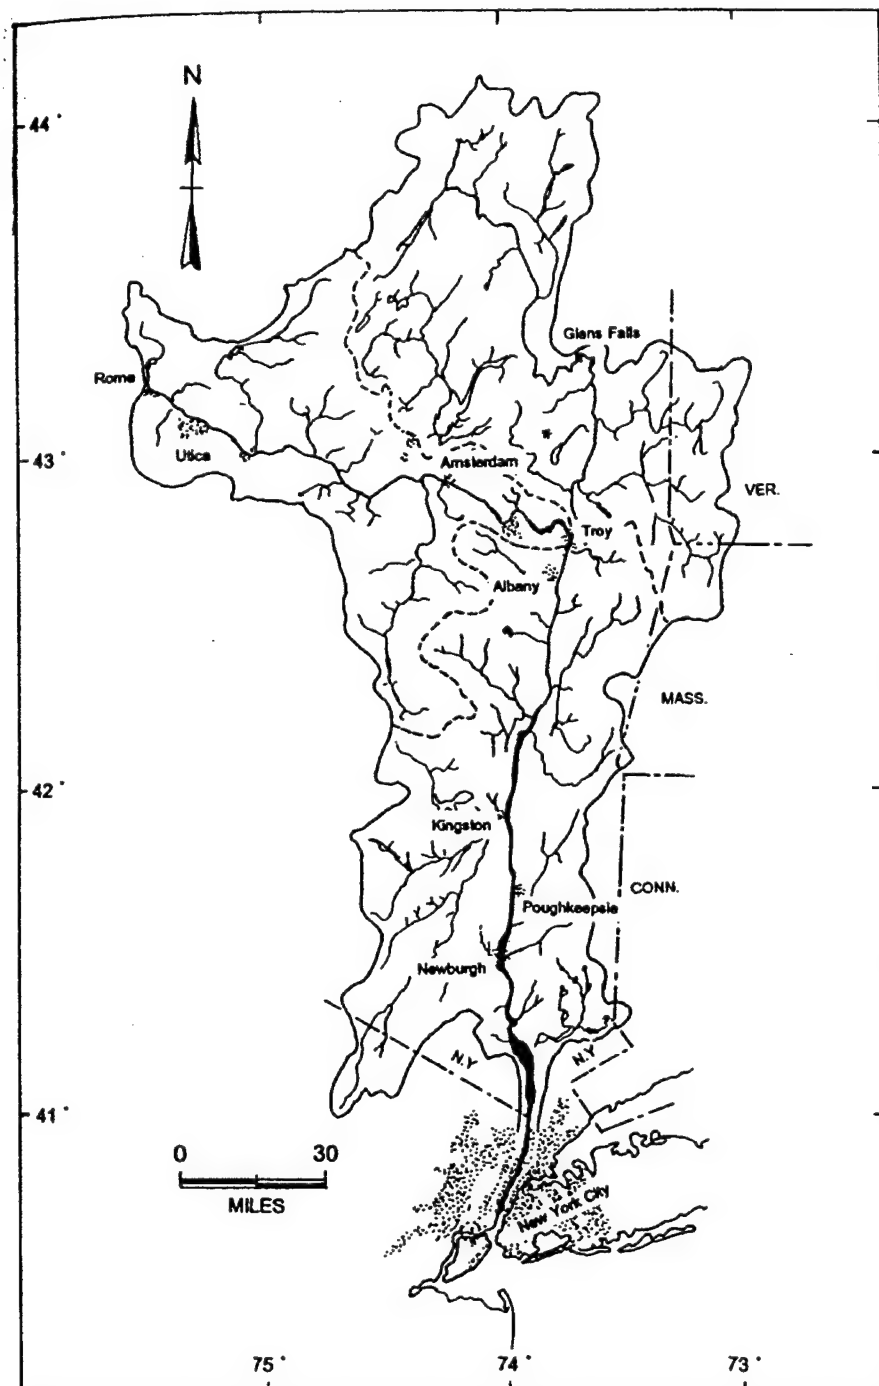 N
44°
Glens Falls
Rome
Utica
43°
Amsterdam
VER.
Troy
Albany
MASS.
42°
Kingston
CONN.
Poughkeepsie
Newburgh
N.Y
N.Y
41°
0 30
MILES
New York City
75° 74° 73°